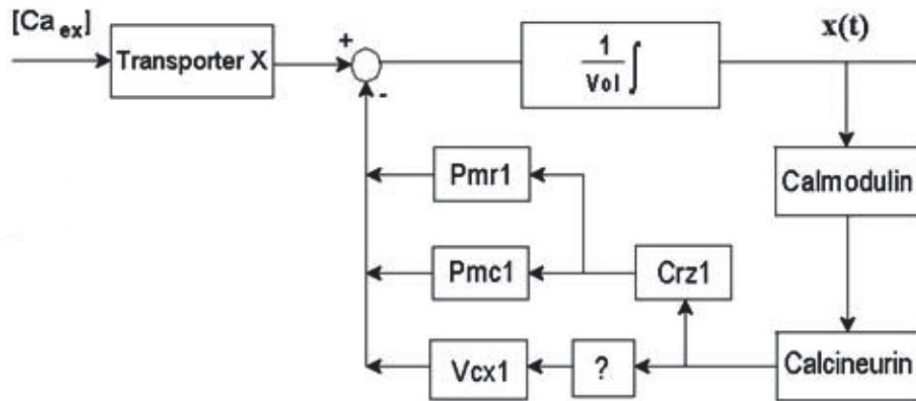 [Ca ex]
Transporter X
+
-
1
Vol ∫
x(t)
Pmr1
Calmodulin
Pmc1
Crz1
Vcx1
?
Calcineurin